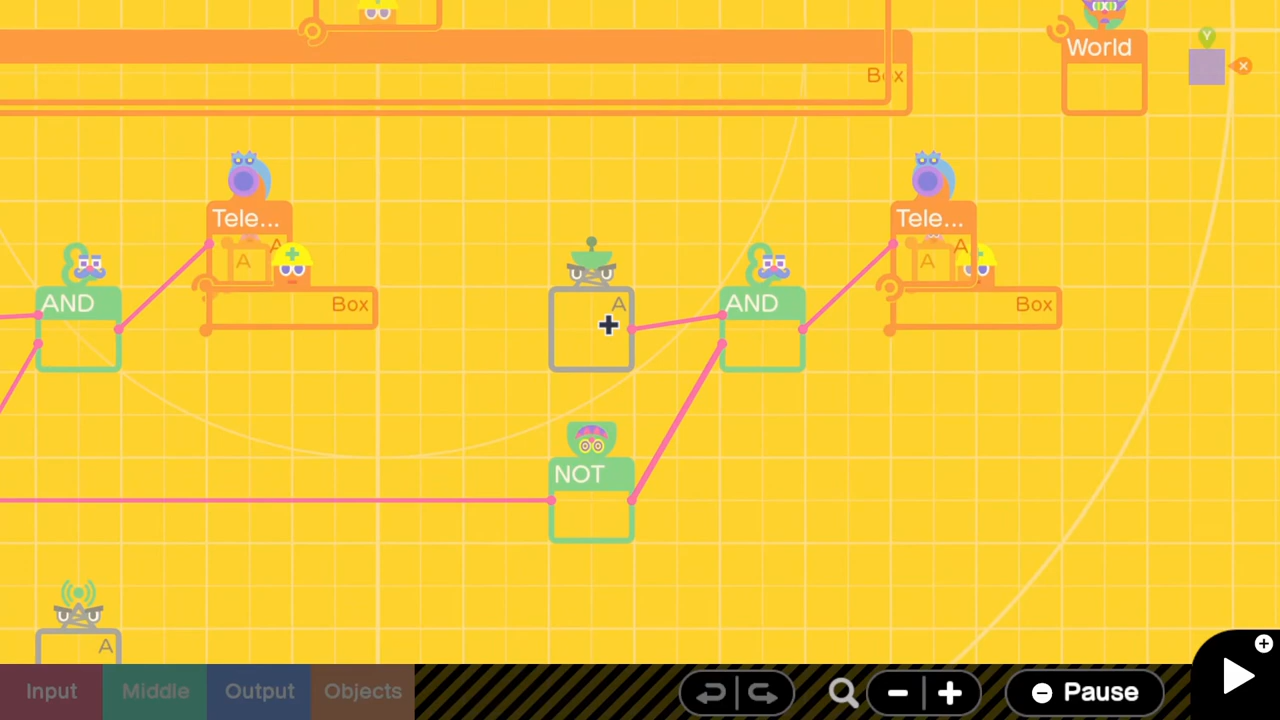 World
Y
X
Box
Tele...
A
A
Box
AND
A
AND
Tele...
A
A
Box
NOT
A
Input
Middle
Output
Objects
Pause